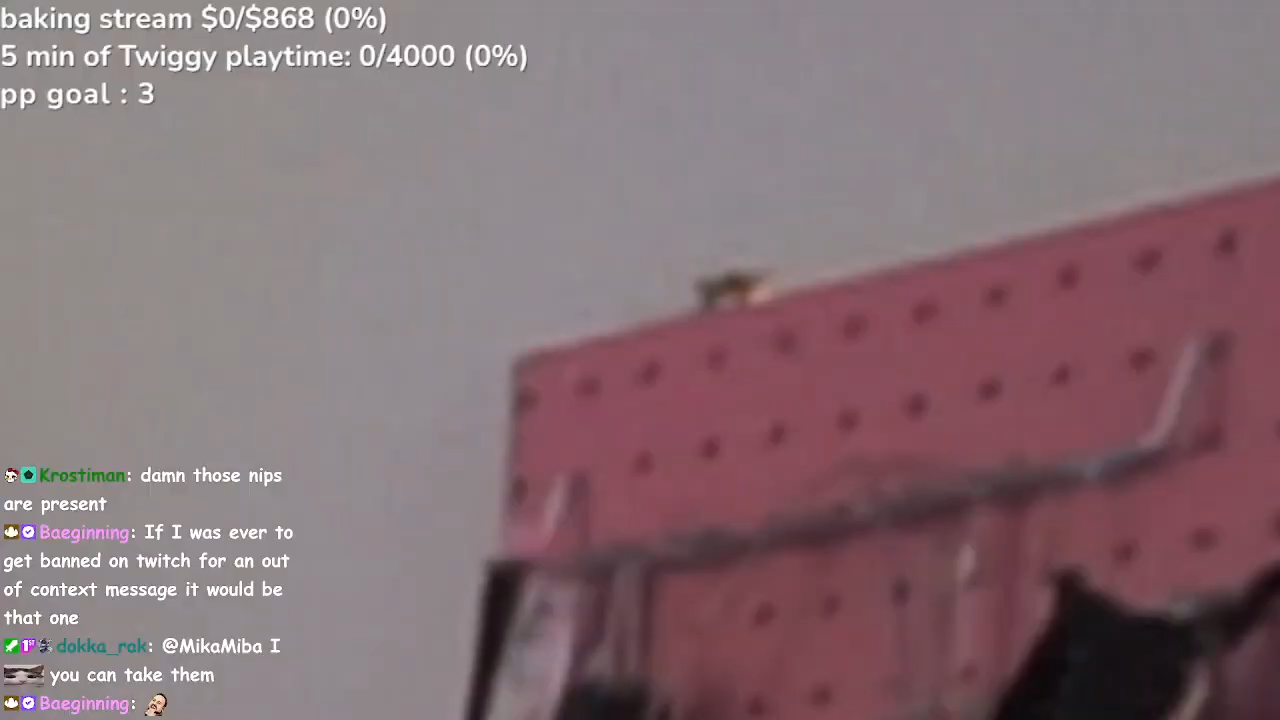 baking stream $0/$868 (0%)
5 min of Twiggy playtime: 0/4000 (0%)
pp goal : 3
Krostiman: damn those nips
are present
Baeginning: If I was ever to
get banned on twitch for an out
of context message it would be
that one
dokka_rak: @MikaMiba I
you can take them
Baeginning: